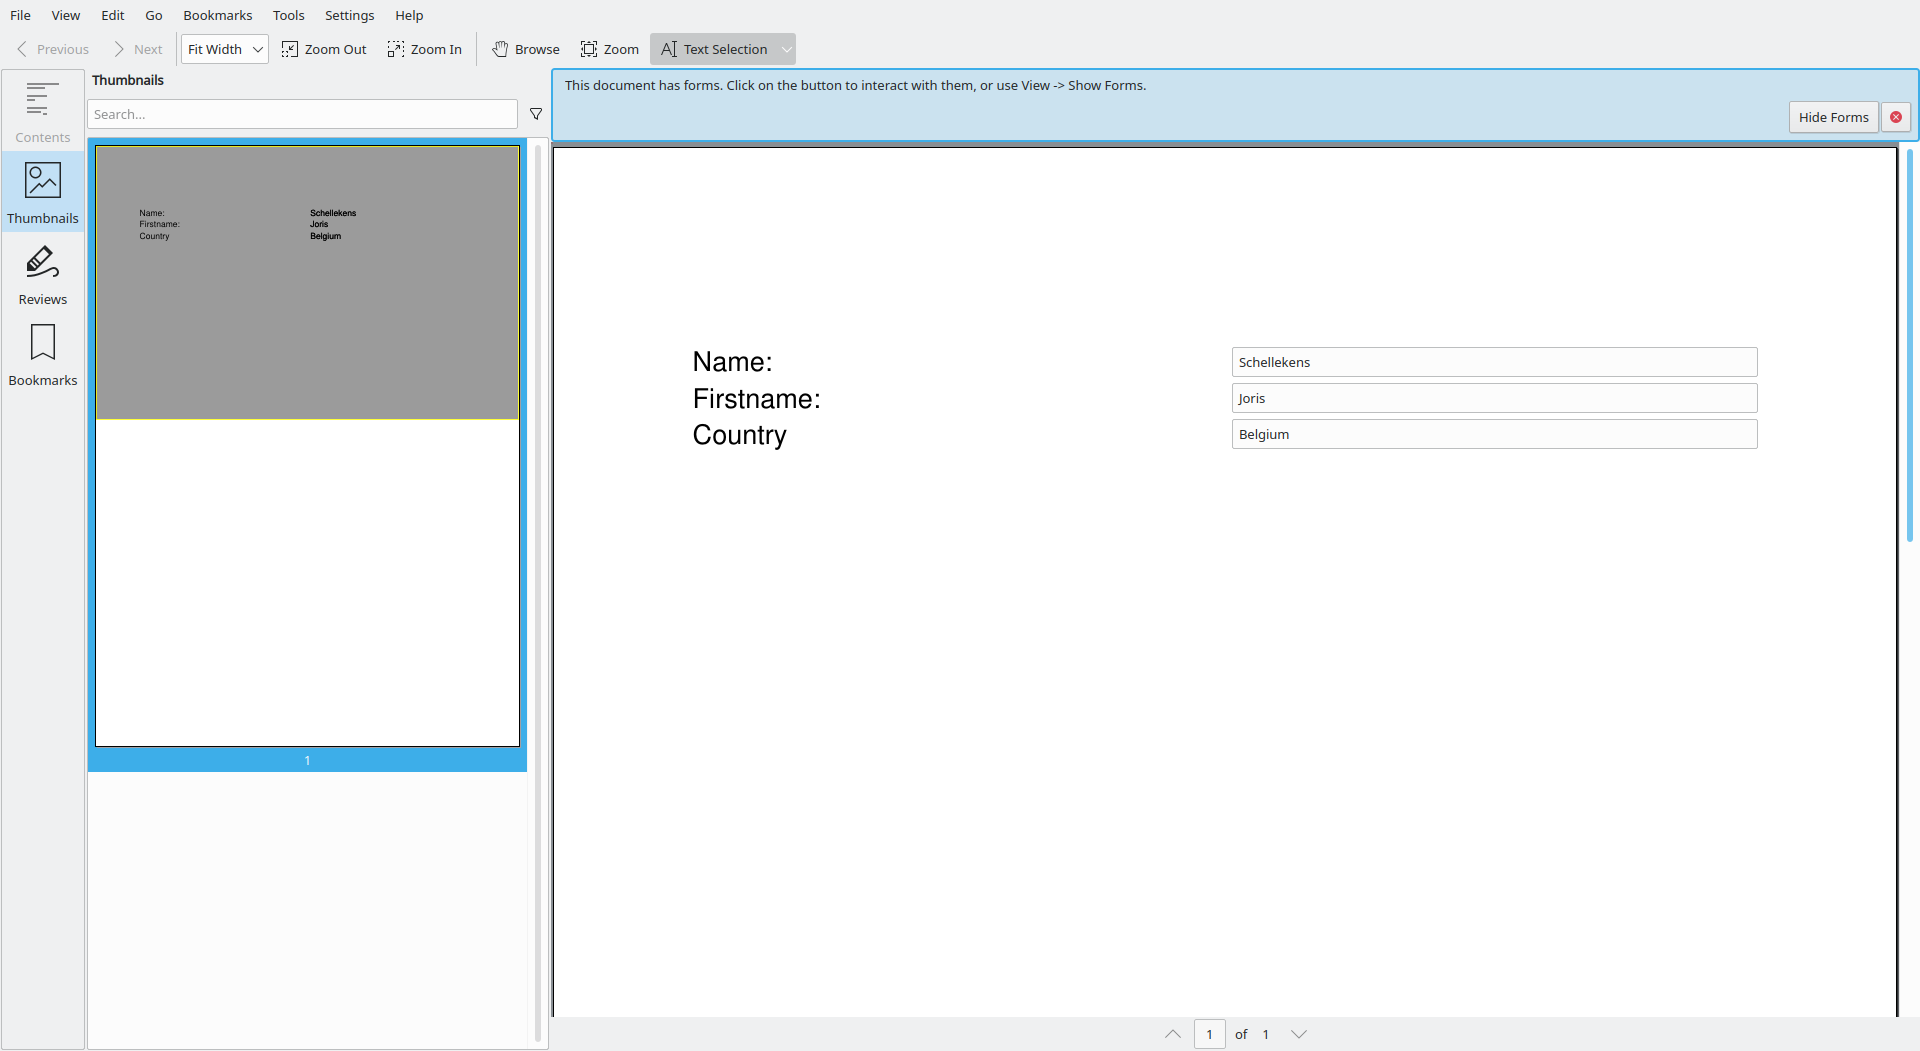 File View Edit Go Bookmarks Tools Settings Help
Previous Next Fit Width Zoom Out Zoom In Browse Zoom Text Selection
Contents
Thumbnails
Reviews
Bookmarks
Thumbnails
Search...
Name: Schellekens
Firstname: Joris
Country Belgium
1
This document has forms. Click on the button to interact with them, or use View -> Show Forms.
Hide Forms
Name: Schellekens
Firstname: Joris
Country Belgium
1 of 1